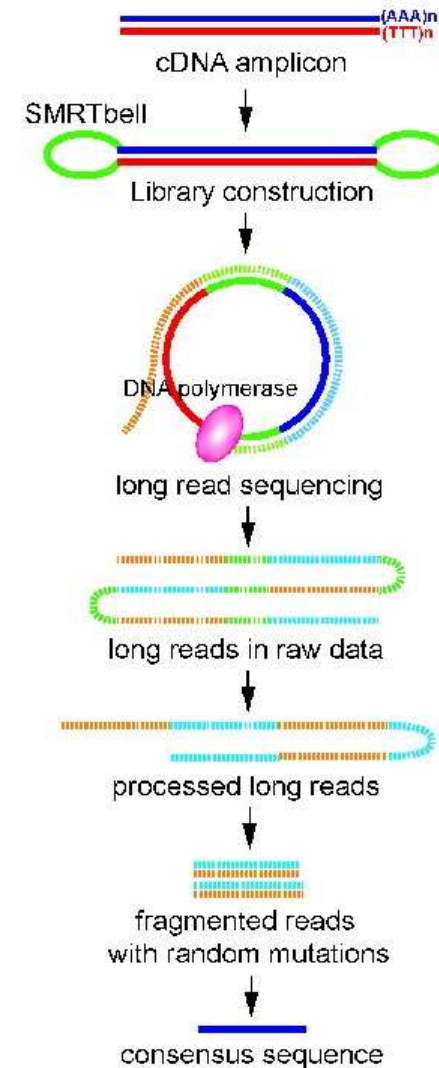 (AAA)n
(TTT)n
cDNA amplicon
SMRTbell
Library construction
DNA polymerase
long read sequencing
long reads in raw data
processed long reads
fragmented reads
with random mutations
consensus sequence